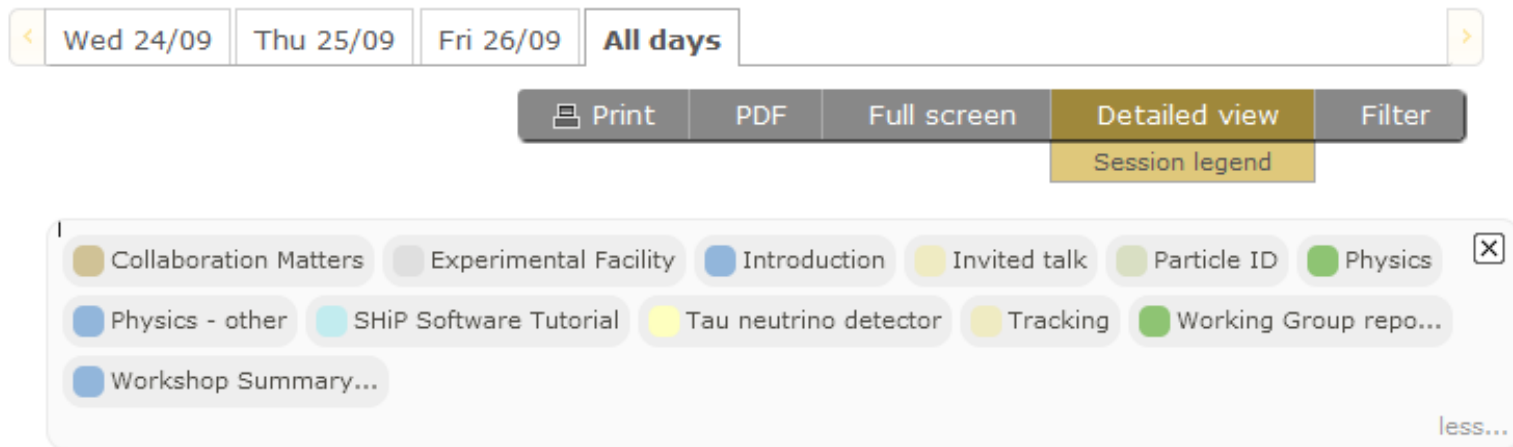 Wed 24/09 Thu 25/09 Fri 26/09 All days
Print PDF Full screen Detailed view Filter
Session legend
Collaboration Matters Experimental Facility Introduction Invited talk Particle ID Physics
Physics - other SHiP Software Tutorial Tau neutrino detector Tracking Working Group repo...
Workshop Summary...
less...